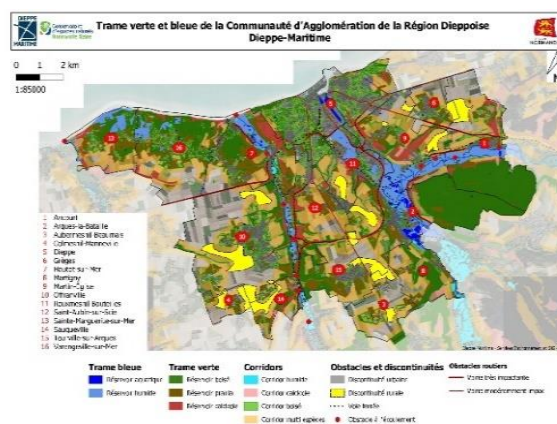 Trame verte et bleue de la Communauté d'Agglomération de la Région Dieppoise
Dieppe-Maritime
DIEPPE
MARITIME
0 1 2 km
1:85000
1 Ancourt
2 Arques-la-Bataille
3 Aubermesnil-Beaumais
4 Colmesnil-Manneville
5 Dieppe
6 Grèges
7 Hautot-sur-Mer
8 Martigny
9 Martin-Église
10 Offranville
11 Rouxmesnil-Bouteilles
12 Saint-Aubin-sur-Scie
13 Sainte-Marguerite-sur-Mer
14 Sauqueville
15 Tourville-sur-Arques
16 Varengeville-sur-Mer
Trame bleue
Réservoir aquatique
Réservoir humide
Trame verte
Réservoir boisé
Réservoir prairie
Réservoir calcicole
Corridors
Corridor humide
Corridor calcicole
Corridor boisé
Corridor multi espèces
Obstacles et discontinuités
Discontinuité urbaine
Discontinuité rurale
Voie ferrée
Obstacle à l'écoulement
Obstacles routiers
Voirie très impactante
Voirie moyennement impac